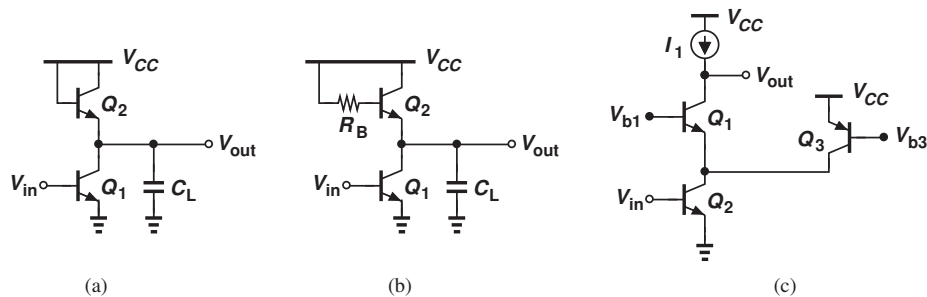 V_CC
Q_2
V_out
V_in
Q_1
C_L
(a)
V_CC
R_B
Q_2
V_out
V_in
Q_1
C_L
(b)
V_CC
I_1
V_out
V_b1
Q_1
V_CC
Q_3
V_b3
V_in
Q_2
(c)